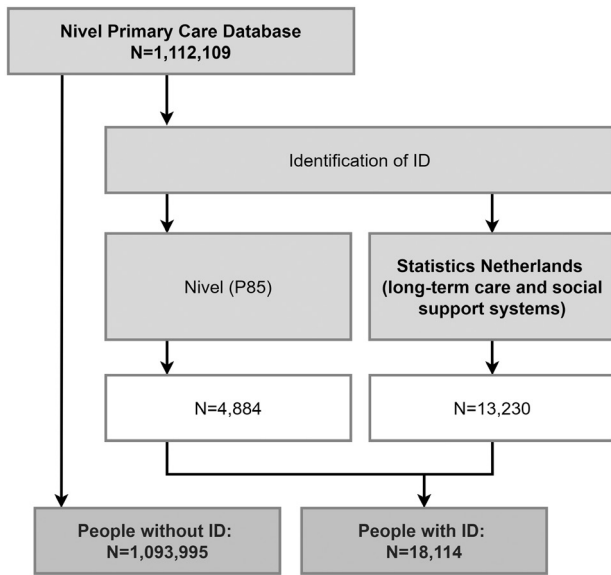 Nivel Primary Care Database
N=1,112,109
Identification of ID
Nivel (P85)
Statistics Netherlands
(long-term care and social
support systems)
N=4,884
N=13,230
People without ID:
N=1,093,995
People with ID:
N=18,114